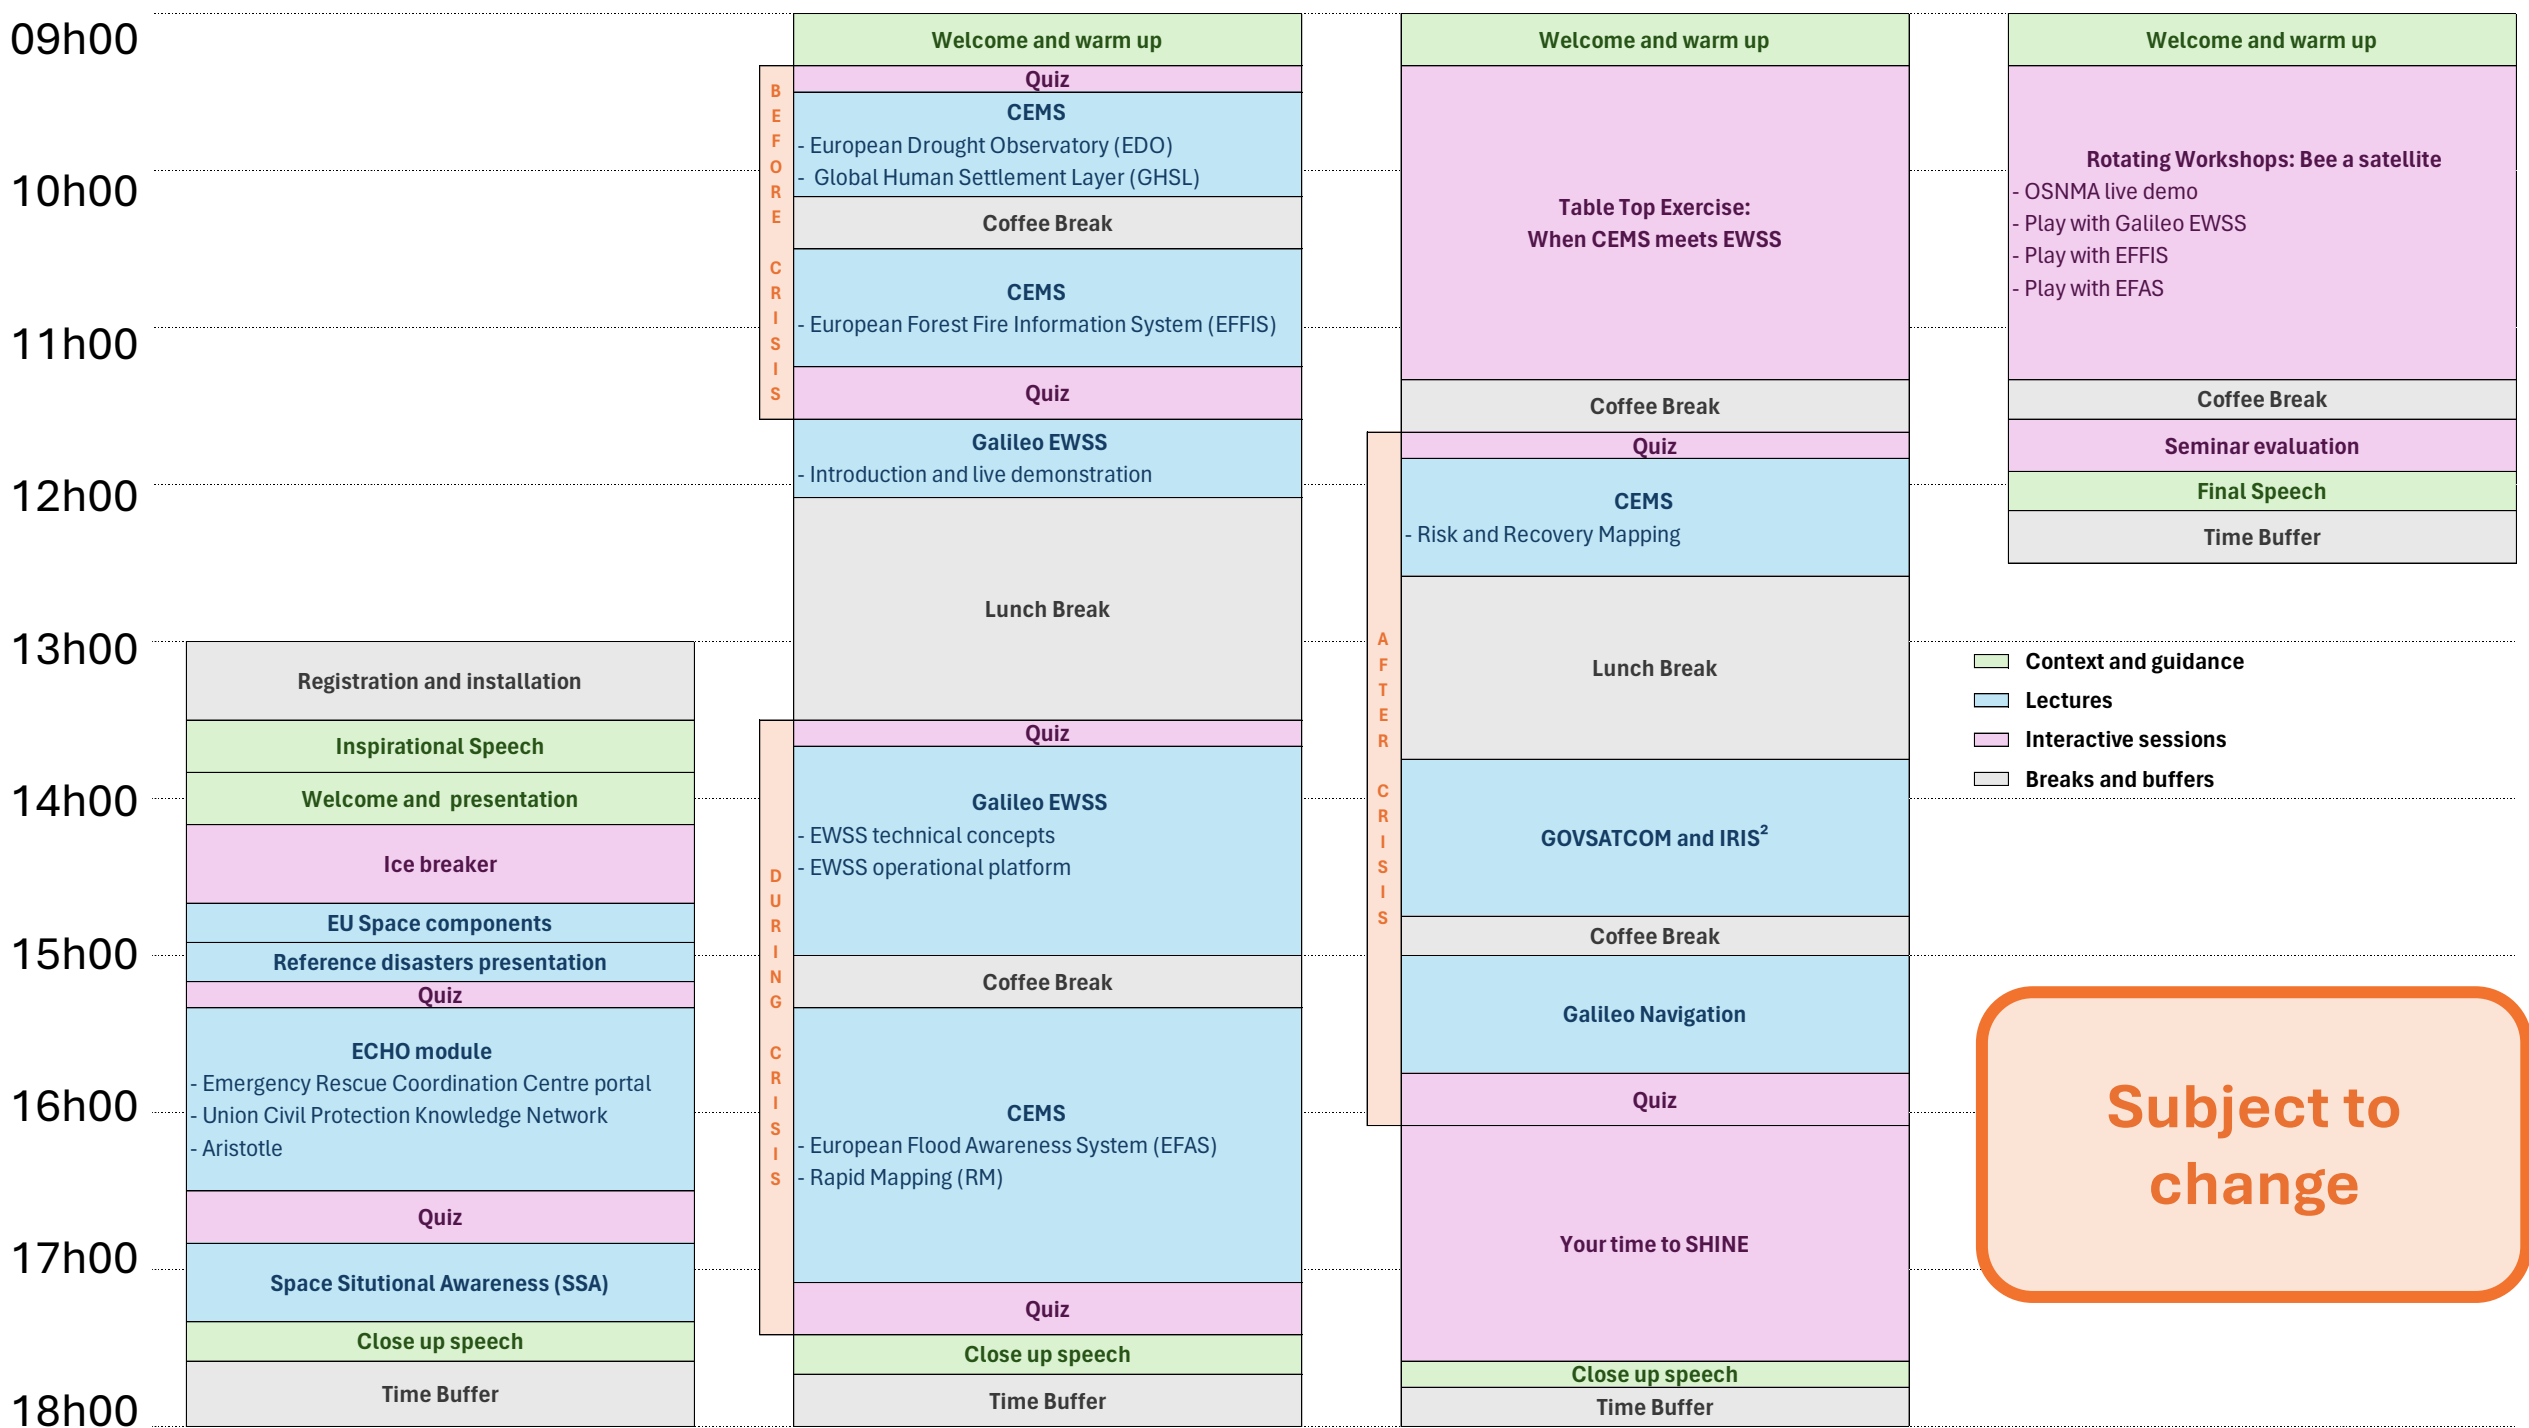 09h00
10h00
11h00
12h00
13h00
14h00
15h00
16h00
17h00
18h00
Registration and installation
Inspirational Speech
Welcome and presentation
Ice breaker
EU Space components
Reference disasters presentation
Quiz
ECHO module
- Emergency Rescue Coordination Centre portal
- Union Civil Protection Knowledge Network
- Aristotle
Quiz
Space Situtional Awareness (SSA)
Close up speech
Time Buffer
BEFORE CRISIS
DURING CRISIS
Welcome and warm up
Quiz
CEMS
- European Drought Observatory (EDO)
- Global Human Settlement Layer (GHSL)
Coffee Break
CEMS
- European Forest Fire Information System (EFFIS)
Quiz
Galileo EWSS
- Introduction and live demonstration
Lunch Break
Quiz
Galileo EWSS
- EWSS technical concepts
- EWSS operational platform
Coffee Break
CEMS
- European Flood Awareness System (EFAS)
- Rapid Mapping (RM)
Quiz
Close up speech
Time Buffer
AFTER CRISIS
Welcome and warm up
Table Top Exercise:
When CEMS meets EWSS
Coffee Break
Quiz
CEMS
- Risk and Recovery Mapping
Lunch Break
GOVSATCOM and IRIS²
Coffee Break
Galileo Navigation
Quiz
Your time to SHINE
Close up speech
Time Buffer
Welcome and warm up
Rotating Workshops: Bee a satellite
- OSNMA live demo
- Play with Galileo EWSS
- Play with EFFIS
- Play with EFAS
Coffee Break
Seminar evaluation
Final Speech
Time Buffer
Context and guidance
Lectures
Interactive sessions
Breaks and buffers
Subject to
change